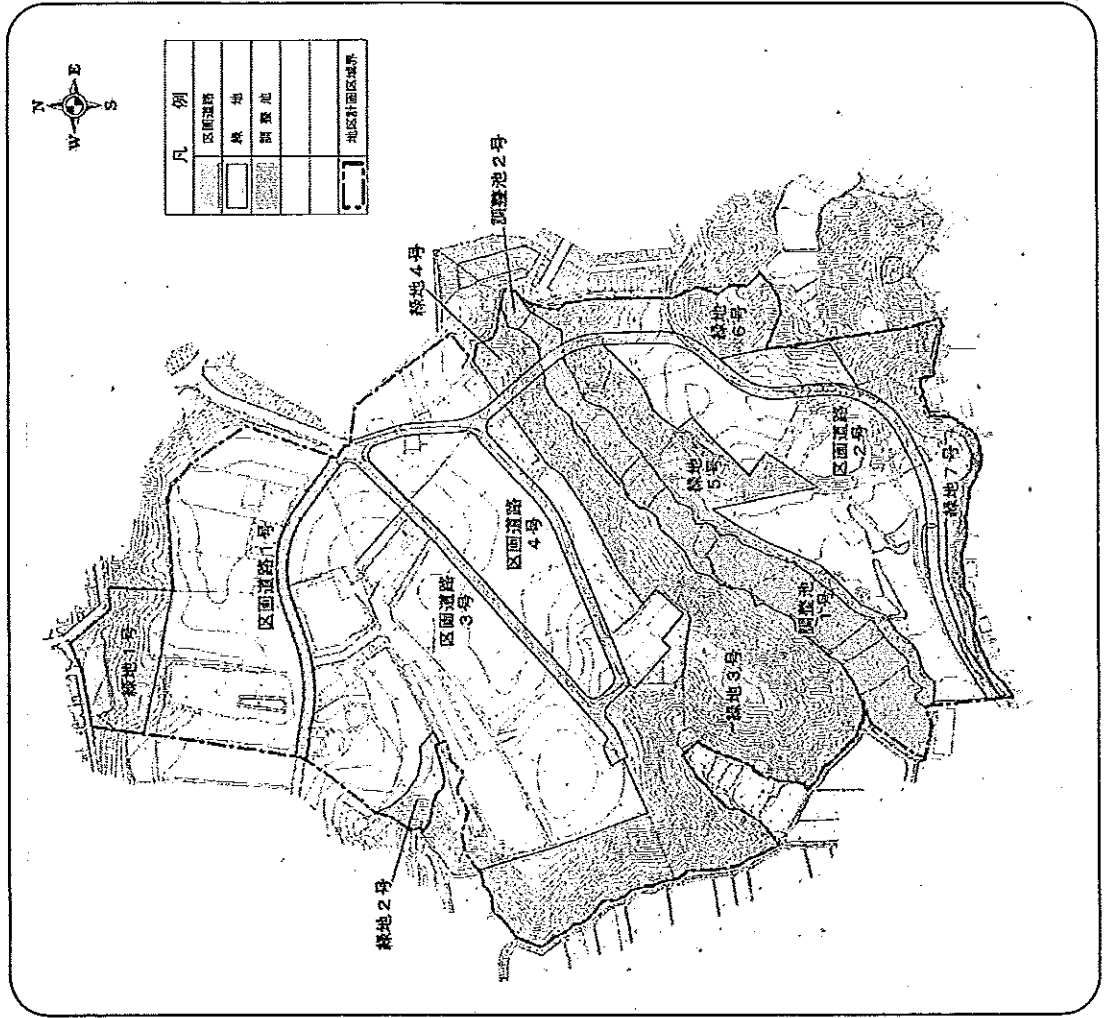 N
W
E
S
凡 例
区画道路
緑 地
調 整 池
地区計画区域界
調整池2号
緑地4号
緑地6号
区画道路1号
緑地1号
区画道路
4号
区画道路
3号
緑地
5号
区画道路
2号
緑地7号
調整池
1号
緑地3号
緑地2号